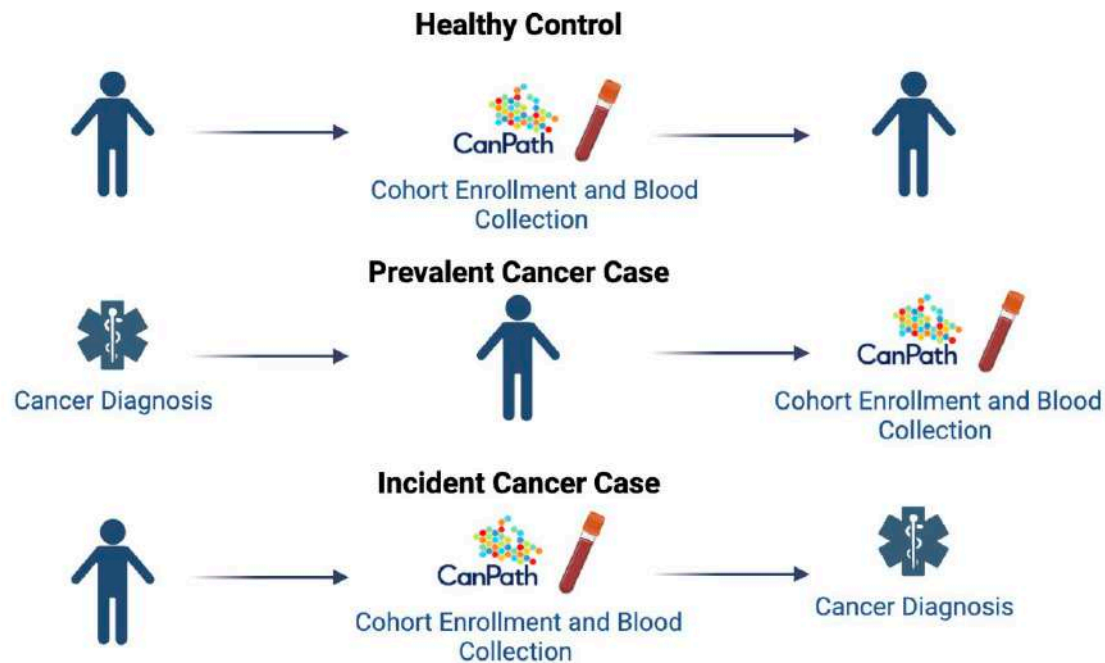 Healthy Control
CanPath
Cohort Enrollment and Blood
Collection
Prevalent Cancer Case
Cancer Diagnosis
CanPath
Cohort Enrollment and Blood
Collection
Incident Cancer Case
CanPath
Cohort Enrollment and Blood
Collection
Cancer Diagnosis